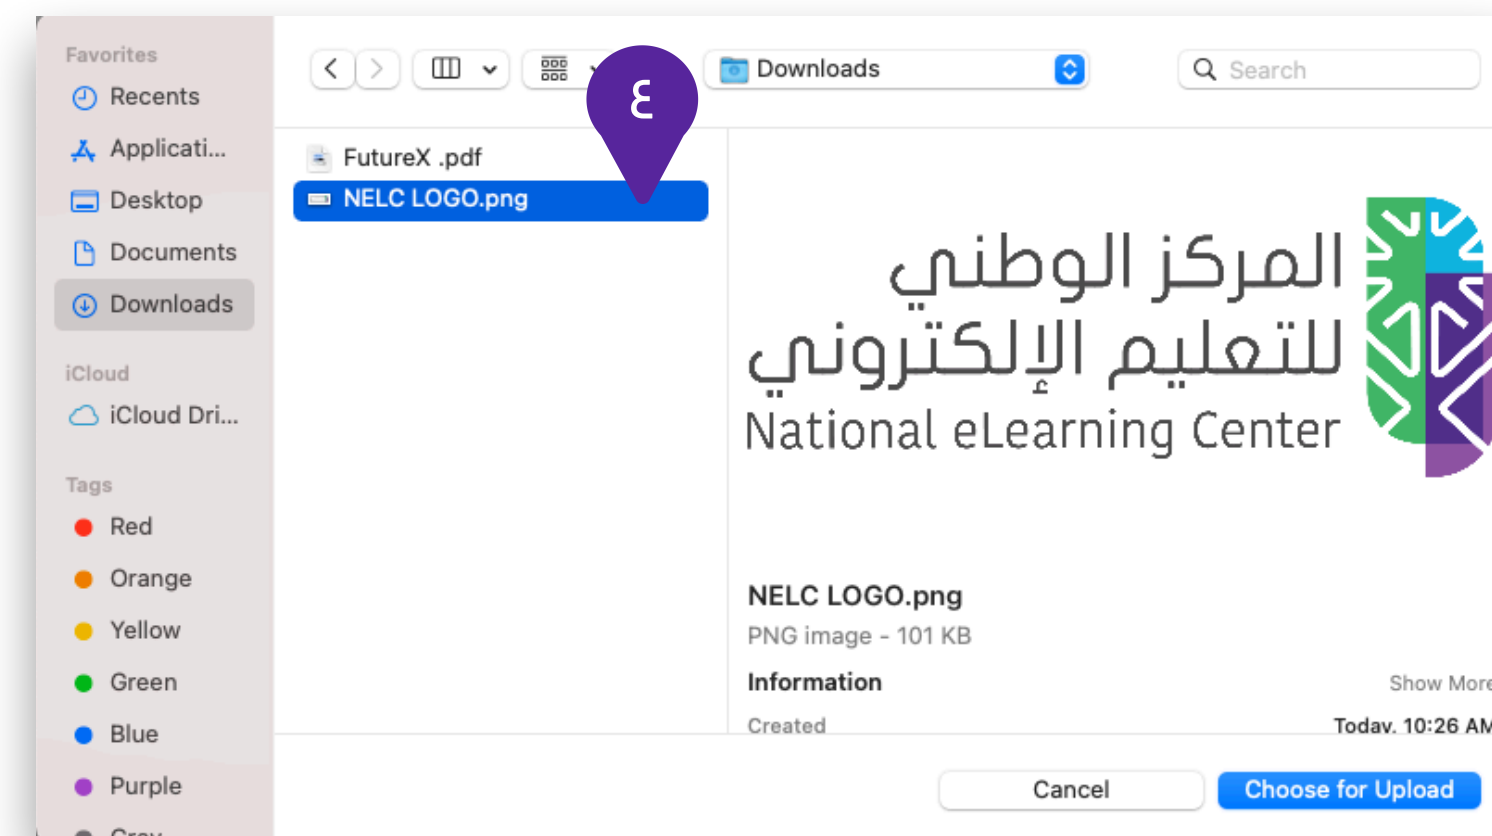 Favorites
Recents
Applicati...
Desktop
Documents
Downloads
iCloud
iCloud Dri...
Tags
Red
Orange
Yellow
Green
Blue
Purple
Gray
Downloads
Search
٤
FutureX .pdf
NELC LOGO.png
المركز الوطني
للتعليم الإلكتروني
National eLearning Center
NELC LOGO.png
PNG image - 101 KB
Information
Show More
Created
Today, 10:26 AM
Cancel
Choose for Upload